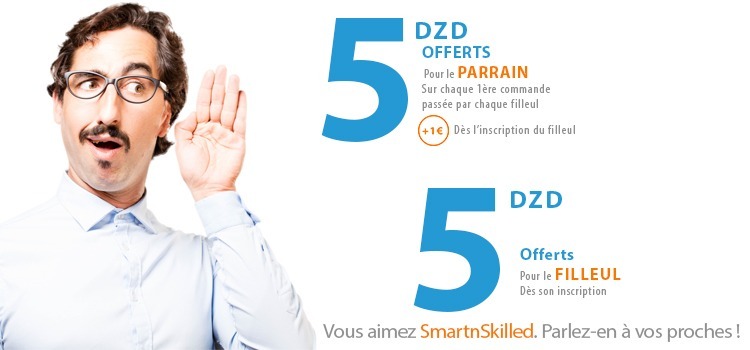 5 DZD
OFFERTS
Pour le PARRAIN
Sur chaque 1ère commande
passée par chaque filleul
+1€ Dès l'inscription du filleul
5 DZD
Offerts
Pour le FILLEUL
Dès son inscription
Vous aimez SmartnSkilled. Parlez-en à vos proches !